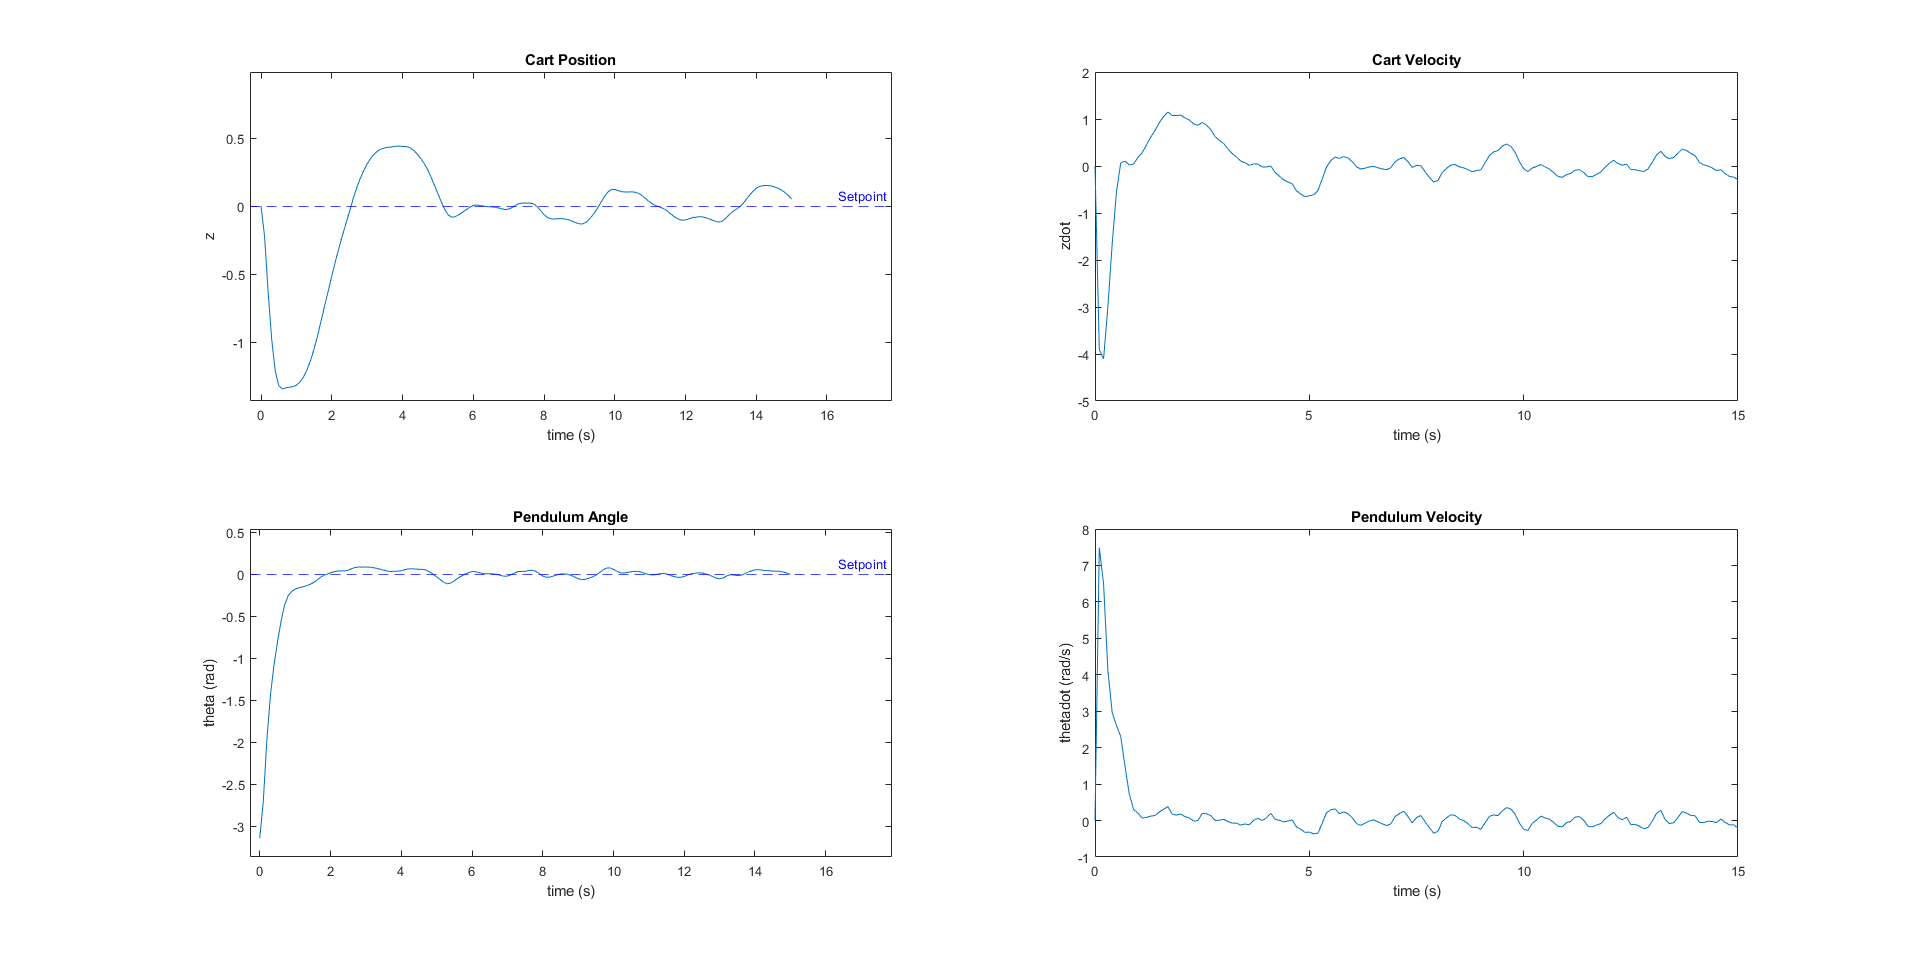 Cart Position
0.5
0
-0.5
-1
z
Setpoint
0 2 4 6 8 10 12 14 16
time (s)
Cart Velocity
2
1
0
-1
-2
-3
-4
-5
zdot
0 5 10 15
time (s)
Pendulum Angle
0.5
0
-0.5
-1
-1.5
-2
-2.5
-3
theta (rad)
Setpoint
0 2 4 6 8 10 12 14 16
time (s)
Pendulum Velocity
8
7
6
5
4
3
2
1
0
-1
thetadot (rad/s)
0 5 10 15
time (s)